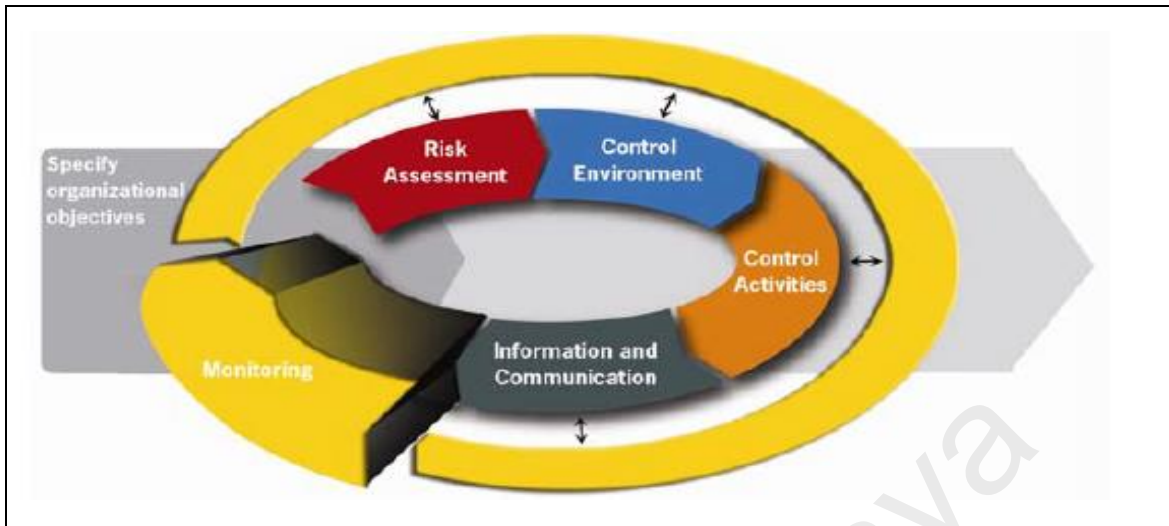 Specify
organizational
objectives
Risk
Assessment
Control
Environment
Control
Activities
Information and
Communication
Monitoring